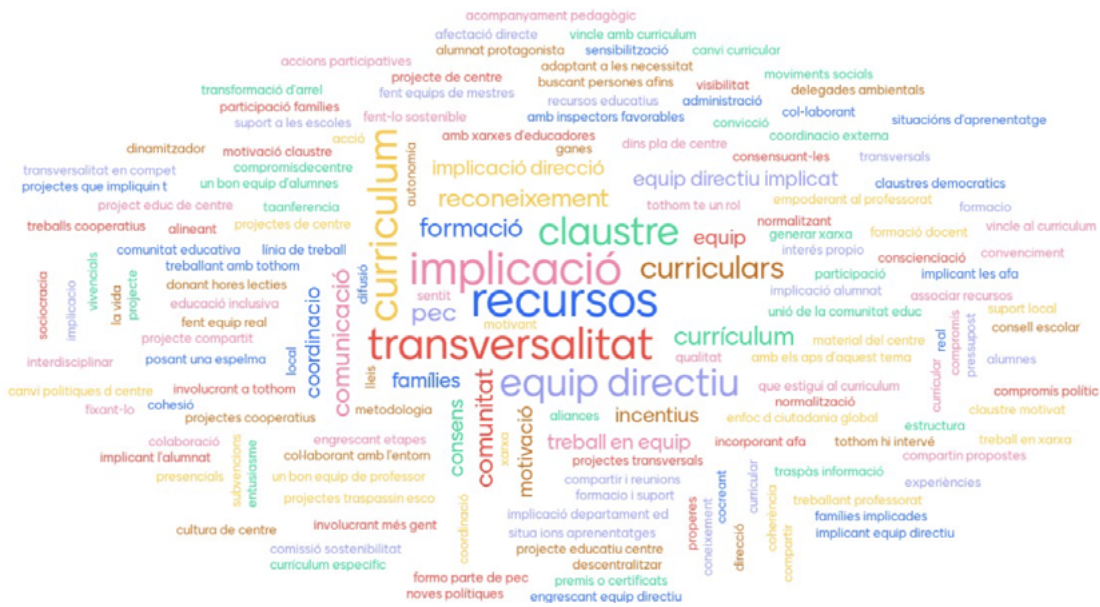 acompanyament pedagògic
afectació directe
vincle amb curriculum
alumnat protagonista
sensibilització
canvi curricular
accions participatives
adaptant a les necessitat
projecte de centre
buscant persones afins
visibilitat
moviments socials
delegades ambientals
transformació d'arrel
fent equips de mestres
recursos educatius
administració
col·laborant
participació famílies
fent-lo sostenible
amb inspectors favorables
situacións d'aprenentatge
suport a les escoles
convicció
acció
amb xarxes d'educadores
coordinacio externa
dinamitzador
motivació claustre
curriculum
autonomia
ganes
dins pla de centre
transversalitat en compet
compromisdecentre
implicació direcció
consensuant-les
transversals
projectes que impliquin t
un bon equip d'alumnes
equip directiu implicat
claustres democratics
reconeixement
project educ de centre
taanferencia
tothom te un rol
empoderant al professorat
formacio
treballs cooperatius
alineant
projectes de centre
formació
claustre
equip
normalitzant
generar xarxa
formació docent
vincle al curriculum
comunitat educativa
línia de treball
interés propio
conscienciació
convenciment
treballant amb tothom
implicació
curriculars
participació
implicant les afa
sociocracia
implicacio
vivencials
la vida
projecte
donant hores lecties
difusió
sentit
recursos
implicació alumnat
associar recursos
educació inclusiva
coordinacio
comunicació
pec
unió de la comunitat educ
suport local
fent equip real
motivant
consell escolar
projecte compartit
transversalitat
currículum
material del centre
real
compromis
pressupost
interdisciplinar
posant una espelma
local
qualitat
amb els aps d'aquest tema
curricular
alumnes
lleis
famílies
equip directiu
que estigui al curriculum
canvi politiques d centre
involucrant a tothom
normalització
compromís polític
fixant-lo
cohesió
projectes cooperatius
metodologia
consens
comunitat
xarxa
motivació
aliances
incentius
enfoc d ciutadania global
claustre motivat
estructura
colaboració
engrescant etapes
treball en equip
incorporant afa
tothom hi intervé
treball en xarxa
implicant l'alumnat
subvencions
entusiasme
col·laborant amb l'entorn
projectes transversals
compartin propostes
presencials
un bon equip de professor
compartir i reunions
traspàs informació
experiències
projectes traspassin esco
formacio i suport
properes
coneixement
cocreant
curricular
direcció
coherència
compartir
treballant professorat
coordinació
implicació departament ed
famílies implicades
cultura de centre
involucrant més gent
situa ions aprenentatges
implicant equip directiu
comissió sostenibilitat
projecte educatiu centre
curriculum especific
descentralitzar
formo parte de pec
premis o certificats
noves polítiques
engrescant equip directiu